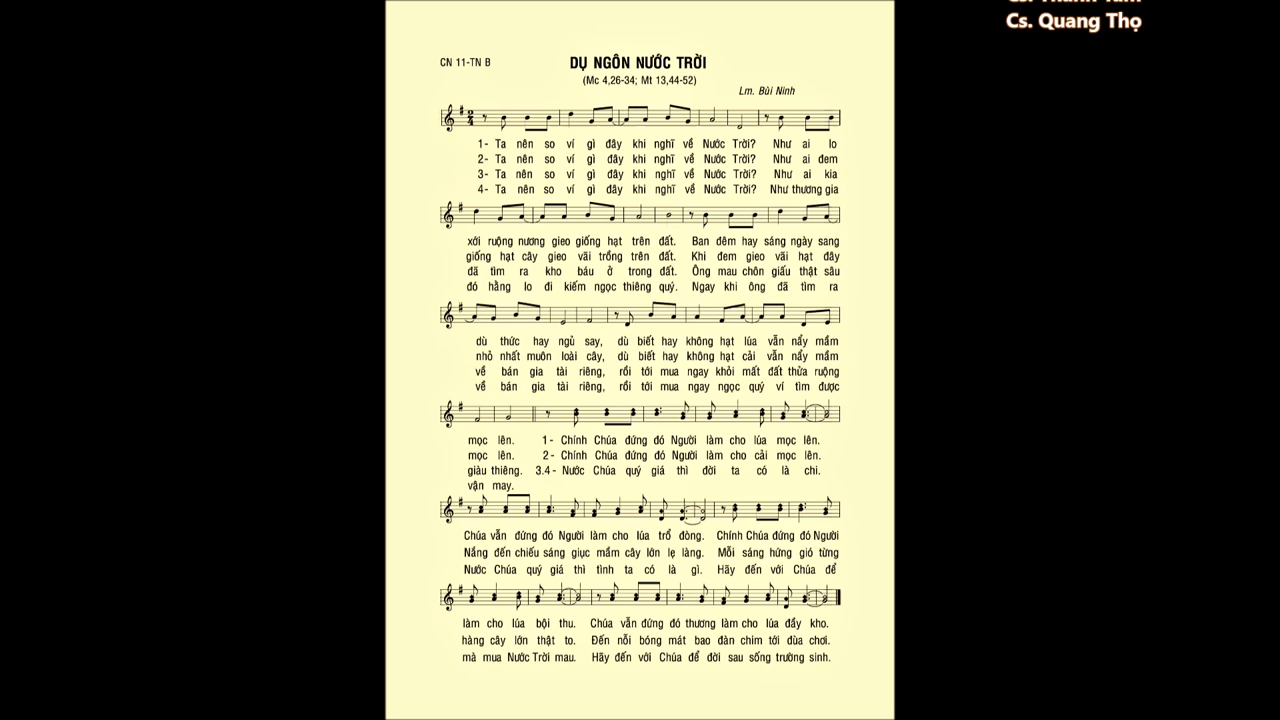 Cs. Thanh Tâm
Cs. Quang Thọ
CN 11-TN B
DỤ NGÔN NƯỚC TRỜI
(Mc 4,26-34; Mt 13,44-52)
Lm. Bùi Ninh
2
4
1- Ta nên so ví gì đây khi nghĩ về Nước Trời? Như ai lo
2- Ta nên so ví gì đây khi nghĩ về Nước Trời? Như ai đem
3- Ta nên so ví gì đây khi nghĩ về Nước Trời? Như ai kia
4- Ta nên so ví gì đây khi nghĩ về Nước Trời? Như thương gia
xới ruộng nương gieo giống hạt trên đất. Ban đêm hay sáng ngày sang
giống hạt cây gieo vãi trồng trên đất. Khi đem gieo vãi hạt đây
đã tìm ra kho báu ở trong đất. Ông mau chôn giấu thật sâu
đó hằng lo đi kiếm ngọc thiêng quý. Ngay khi ông đã tìm ra
dù thức hay ngủ say, dù biết hay không hạt lúa vẫn nẩy mầm
nhỏ nhất muôn loài cây, dù biết hay không hạt cải vẫn nẩy mầm
về bán gia tài riêng, rồi tới mua ngay khỏi mất đất thửa ruộng
về bán gia tài riêng, rồi tới mua ngay ngọc quý ví tìm được
mọc lên. 1- Chính Chúa đứng đó Người làm cho lúa mọc lên.
mọc lên. 2- Chính Chúa đứng đó Người làm cho cải mọc lên.
giàu thiêng. 3.4- Nước Chúa quý giá thì đời ta có là chi.
vận may.
Chúa vẫn đứng đó Người làm cho lúa trổ đòng. Chính Chúa đứng đó Người
Nắng đến chiếu sáng giục mầm cây lớn lẹ làng. Mỗi sáng hứng gió từng
Nước Chúa quý giá thì tình ta có là gì. Hãy đến với Chúa để
làm cho lúa bội thu. Chúa vẫn đứng đó thương làm cho lúa đầy kho.
hàng cây lớn thật to. Đến nỗi bóng mát bao đàn chim tới đùa chơi.
mà mua Nước Trời mau. Hãy đến với Chúa để đời sau sống trường sinh.